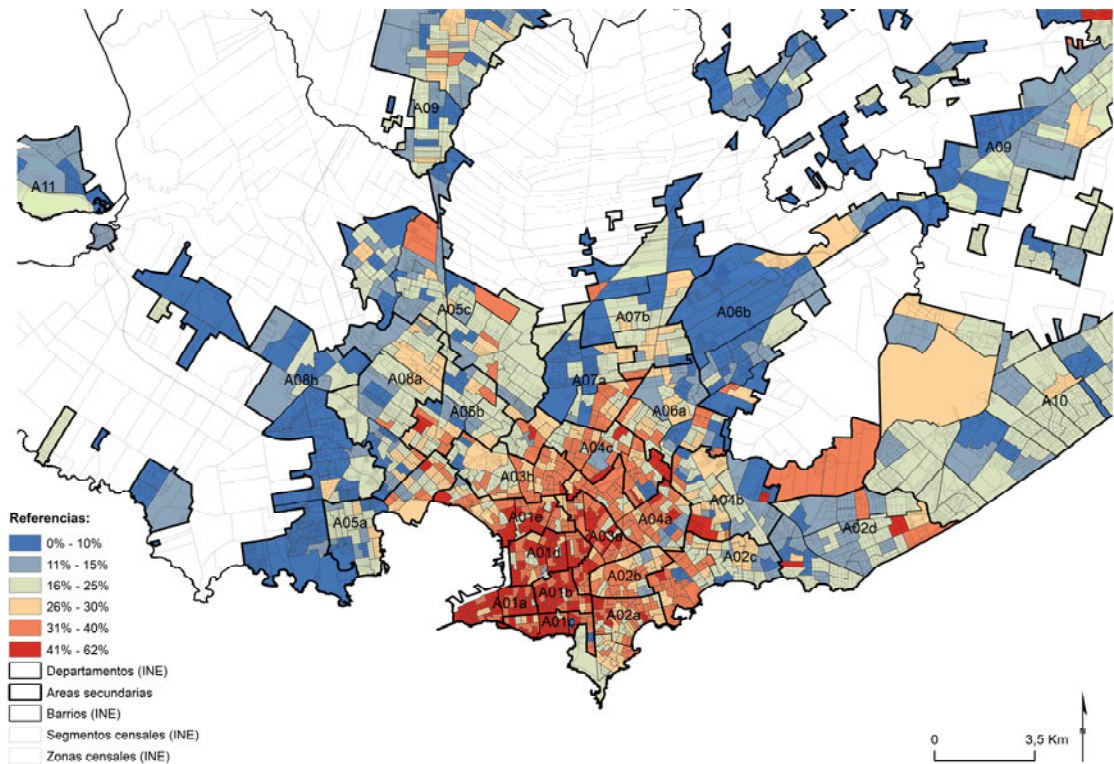 A09
A09
A11
A05c
A07b
A06b
A08b
A08a
A07a
A10
A05b
A06a
A04c
A03b
A04b
Referencias:
0% - 10%
11% - 15%
16% - 25%
26% - 30%
31% - 40%
41% - 62%
Departamentos (INE)
Areas secundarias
Barrios (INE)
Segmentos censales (INE)
Zonas censales (INE)
A05a
A01e
A04a
A02d
A03a
A01d
A02c
A02b
A01b
A01a
A02a
A01c
N
0 3,5 Km